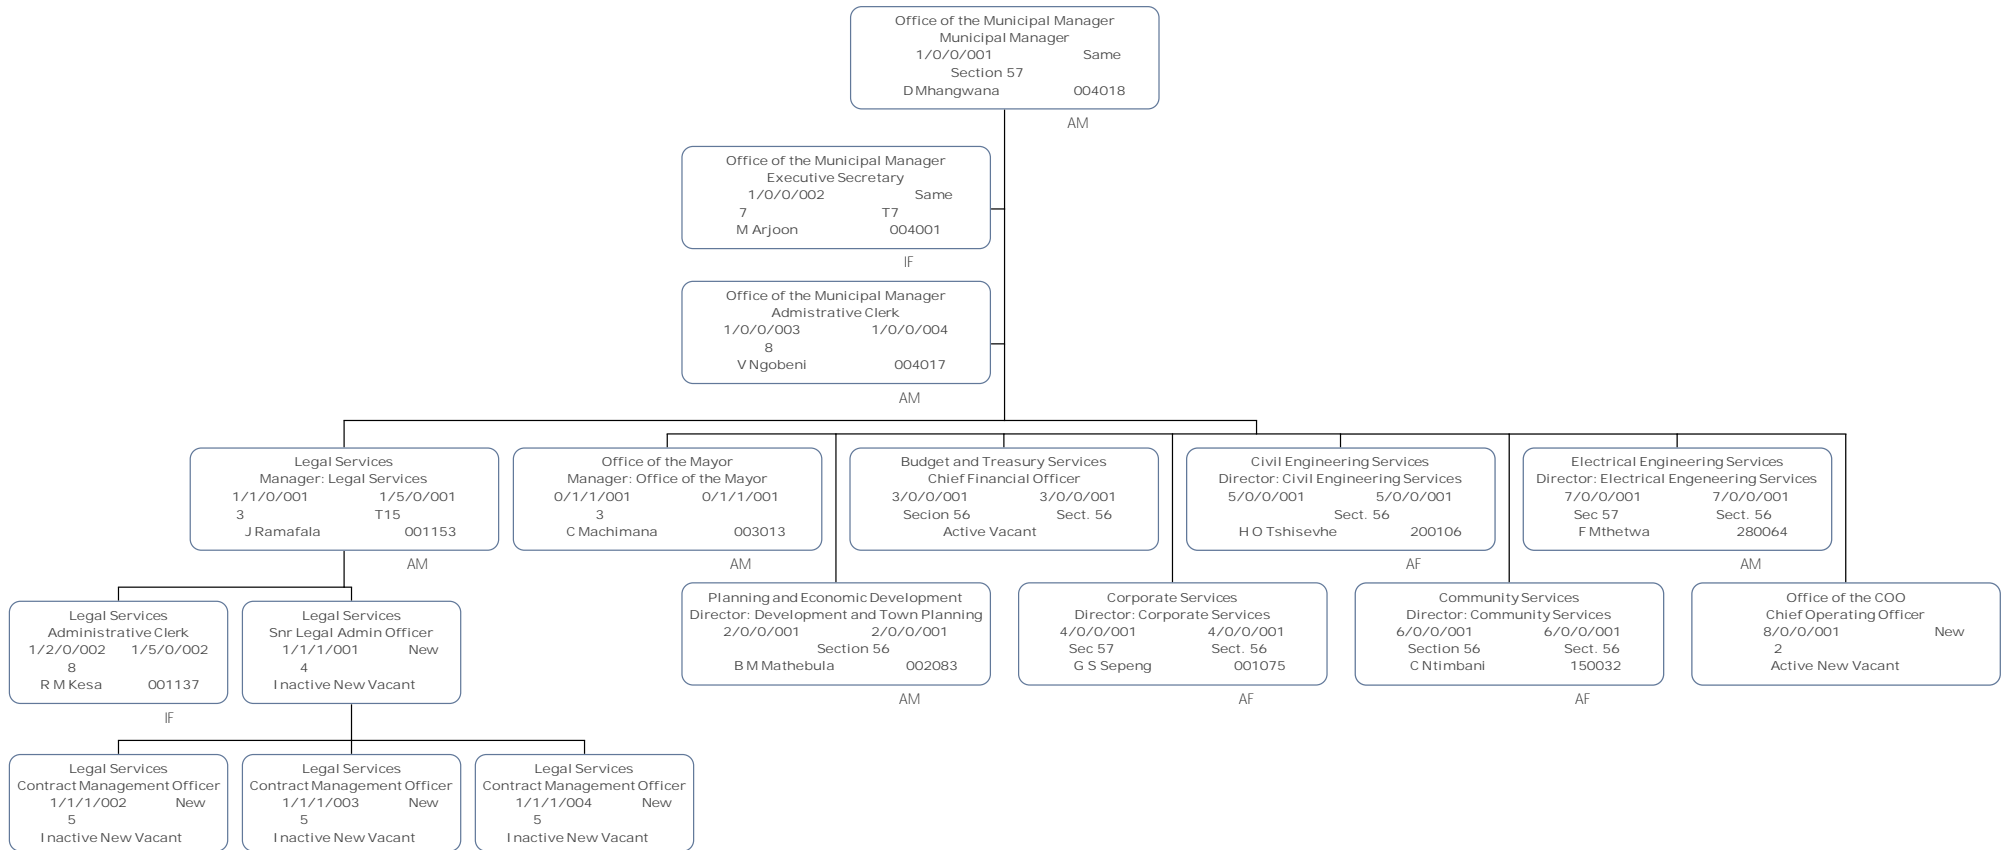 Office of the Municipal Manager
Municipal Manager
1/0/0/001 Same
Section 57
D Mhangwana 004018
AM
Office of the Municipal Manager
Executive Secretary
1/0/0/002 Same
7 T7
M Arjoon 004001
IF
Office of the Municipal Manager
Admistrative Clerk
1/0/0/003 1/0/0/004
8
V Ngobeni 004017
AM
Legal Services
Manager: Legal Services
1/1/0/001 1/5/0/001
3 T15
J Ramafala 001153
AM
Office of the Mayor
Manager: Office of the Mayor
0/1/1/001 0/1/1/001
3
C Machimana 003013
AM
Budget and Treasury Services
Chief Financial Officer
3/0/0/001 3/0/0/001
Secion 56 Sect. 56
Active Vacant
Civil Engineering Services
Director: Civil Engineering Services
5/0/0/001 5/0/0/001
Sect. 56
H O Tshisevhe 200106
AF
Electrical Engineering Services
Director: Electrical Engeneering Services
7/0/0/001 7/0/0/001
Sec 57 Sect. 56
F Mthetwa 280064
AM
Legal Services
Administrative Clerk
1/2/0/002 1/5/0/002
8
R M Kesa 001137
IF
Legal Services
Snr Legal Admin Officer
1/1/1/001 New
4
Inactive New Vacant
Planning and Economic Development
Director: Development and Town Planning
2/0/0/001 2/0/0/001
Section 56
B M Mathebula 002083
AM
Corporate Services
Director: Corporate Services
4/0/0/001 4/0/0/001
Sec 57 Sect. 56
G S Sepeng 001075
AF
Community Services
Director: Community Services
6/0/0/001 6/0/0/001
Section 56 Sect. 56
C Ntimbani 150032
AF
Office of the COO
Chief Operating Officer
8/0/0/001 New
2
Active New Vacant
Legal Services
Contract Management Officer
1/1/1/002 New
5
Inactive New Vacant
Legal Services
Contract Management Officer
1/1/1/003 New
5
Inactive New Vacant
Legal Services
Contract Management Officer
1/1/1/004 New
5
Inactive New Vacant